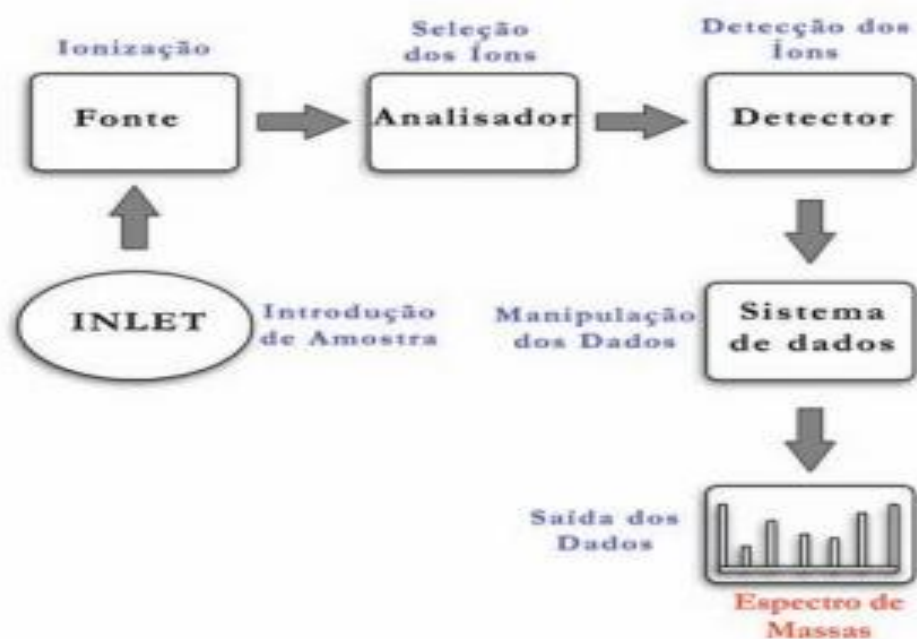 Ionização
Seleção
dos Íons
Detecção dos
Íons
Fonte
Analisador
Detector
INLET
Introdução
de Amostra
Manipulação
dos Dados
Sistema
de dados
Saída dos
Dados
Espectro de
Massas